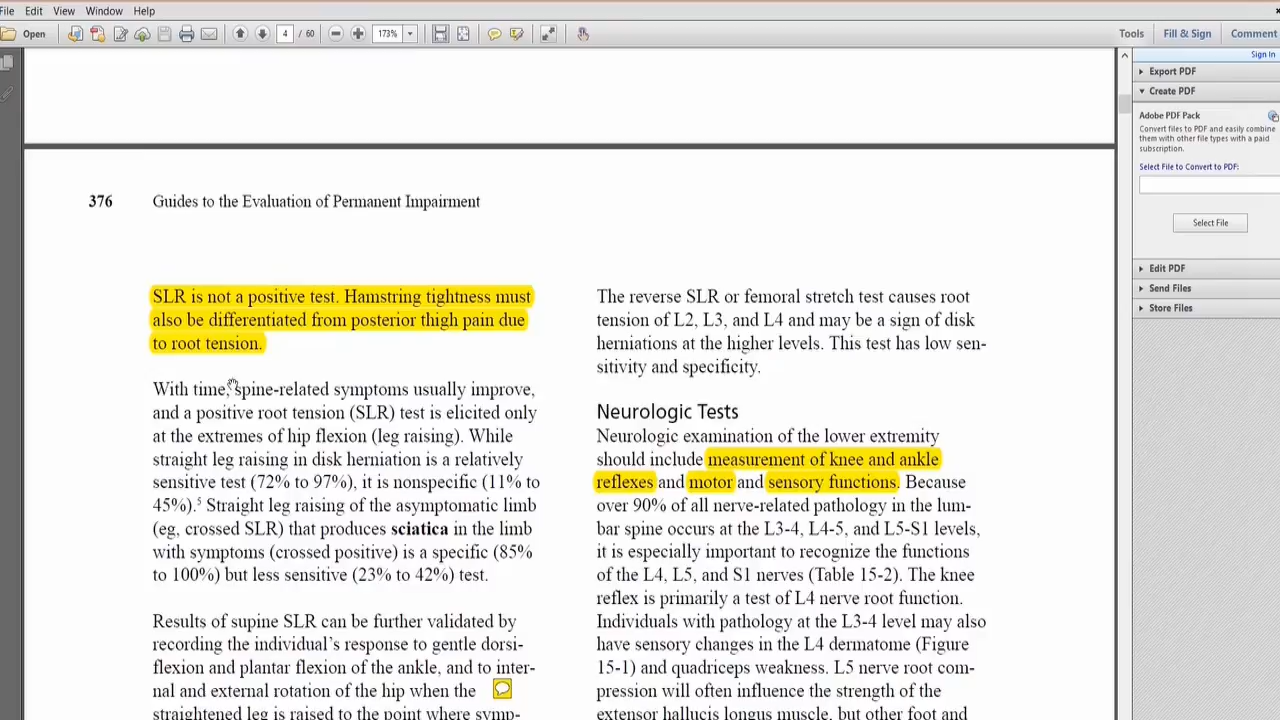 File Edit View Window Help
Open 4 / 60 173% Tools Fill & Sign Comment
Sign In
Export PDF
Create PDF
Adobe PDF Pack
Convert files to PDF and easily combine
them with other file types with a paid
subscription.
Select File to Convert to PDF:
Select File
Edit PDF
Send Files
Store Files
376 Guides to the Evaluation of Permanent Impairment
SLR is not a positive test. Hamstring tightness must
also be differentiated from posterior thigh pain due
to root tension.
With time, spine-related symptoms usually improve,
and a positive root tension (SLR) test is elicited only
at the extremes of hip flexion (leg raising). While
straight leg raising in disk herniation is a relatively
sensitive test (72% to 97%), it is nonspecific (11% to
45%).⁵ Straight leg raising of the asymptomatic limb
(eg, crossed SLR) that produces sciatica in the limb
with symptoms (crossed positive) is a specific (85%
to 100%) but less sensitive (23% to 42%) test.
Results of supine SLR can be further validated by
recording the individual's response to gentle dorsi-
flexion and plantar flexion of the ankle, and to inter-
nal and external rotation of the hip when the
straightened leg is raised to the point where symp-
The reverse SLR or femoral stretch test causes root
tension of L2, L3, and L4 and may be a sign of disk
herniations at the higher levels. This test has low sen-
sitivity and specificity.
Neurologic Tests
Neurologic examination of the lower extremity
should include measurement of knee and ankle
reflexes and motor and sensory functions. Because
over 90% of all nerve-related pathology in the lum-
bar spine occurs at the L3-4, L4-5, and L5-S1 levels,
it is especially important to recognize the functions
of the L4, L5, and S1 nerves (Table 15-2). The knee
reflex is primarily a test of L4 nerve root function.
Individuals with pathology at the L3-4 level may also
have sensory changes in the L4 dermatome (Figure
15-1) and quadriceps weakness. L5 nerve root com-
pression will often influence the strength of the
extensor hallucis longus muscle, but other foot and